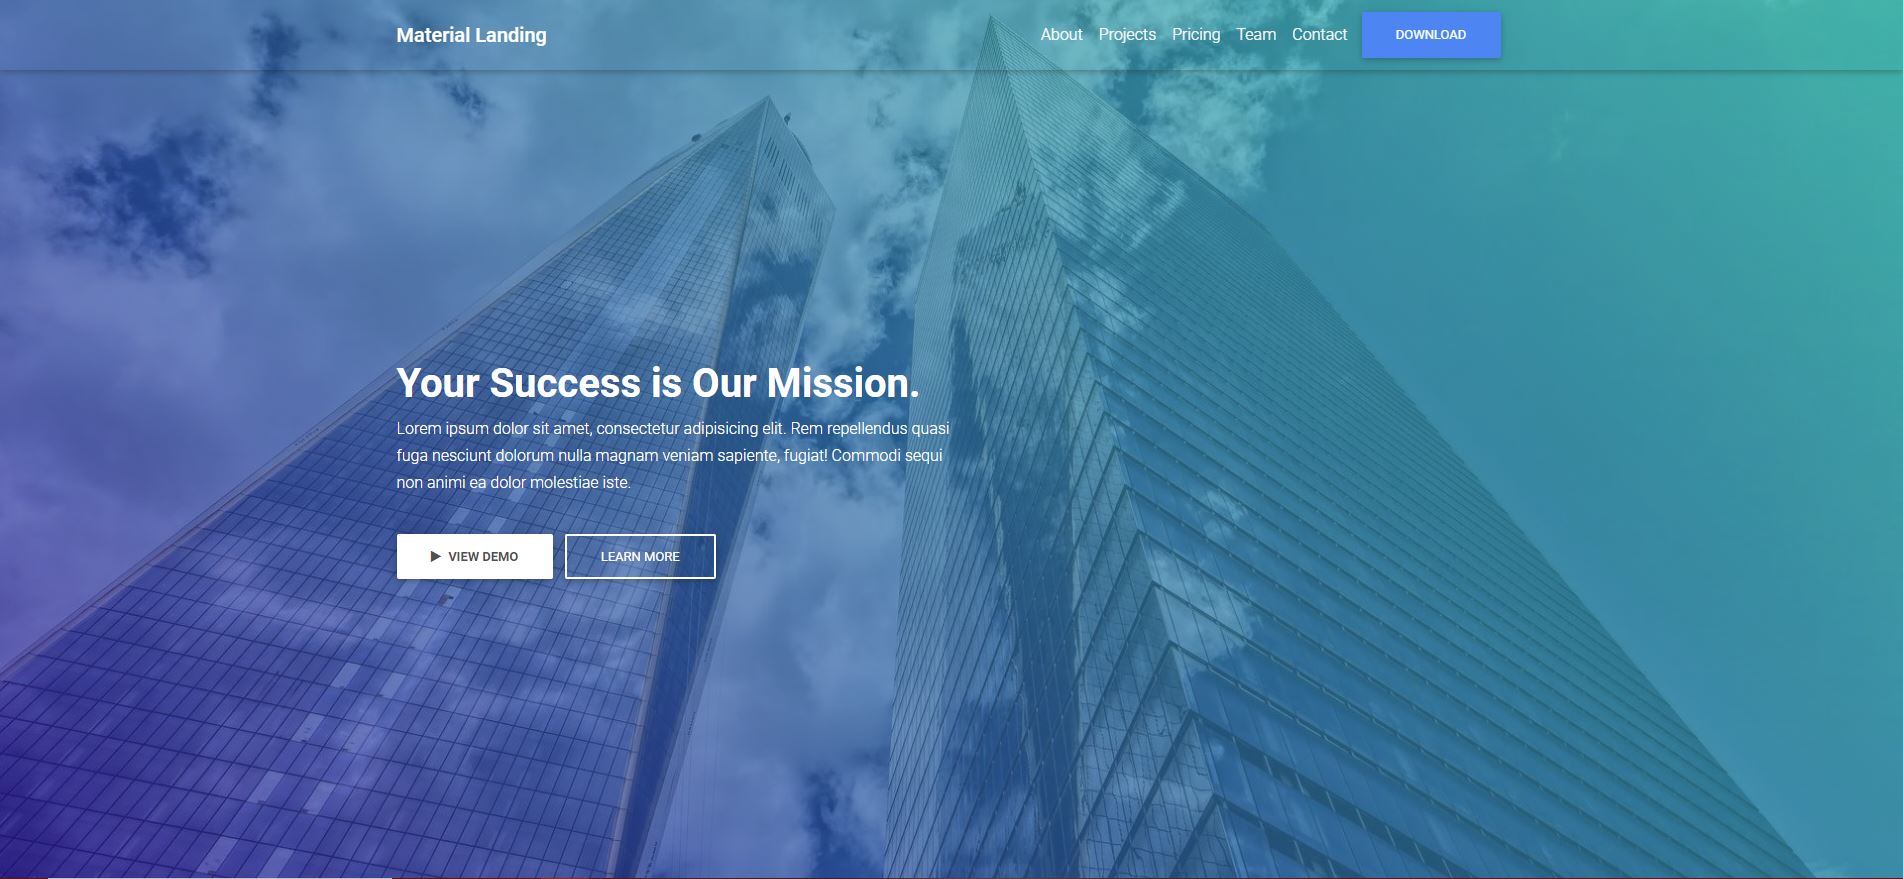 Material Landing
About Projects Pricing Team Contact DOWNLOAD
Your Success is Our Mission.
Lorem ipsum dolor sit amet, consectetur adipisicing elit. Rem repellendus quasi
fuga nesciunt dolorum nulla magnam veniam sapiente, fugiat! Commodi sequi
non animi ea dolor molestiae iste.
VIEW DEMO
LEARN MORE